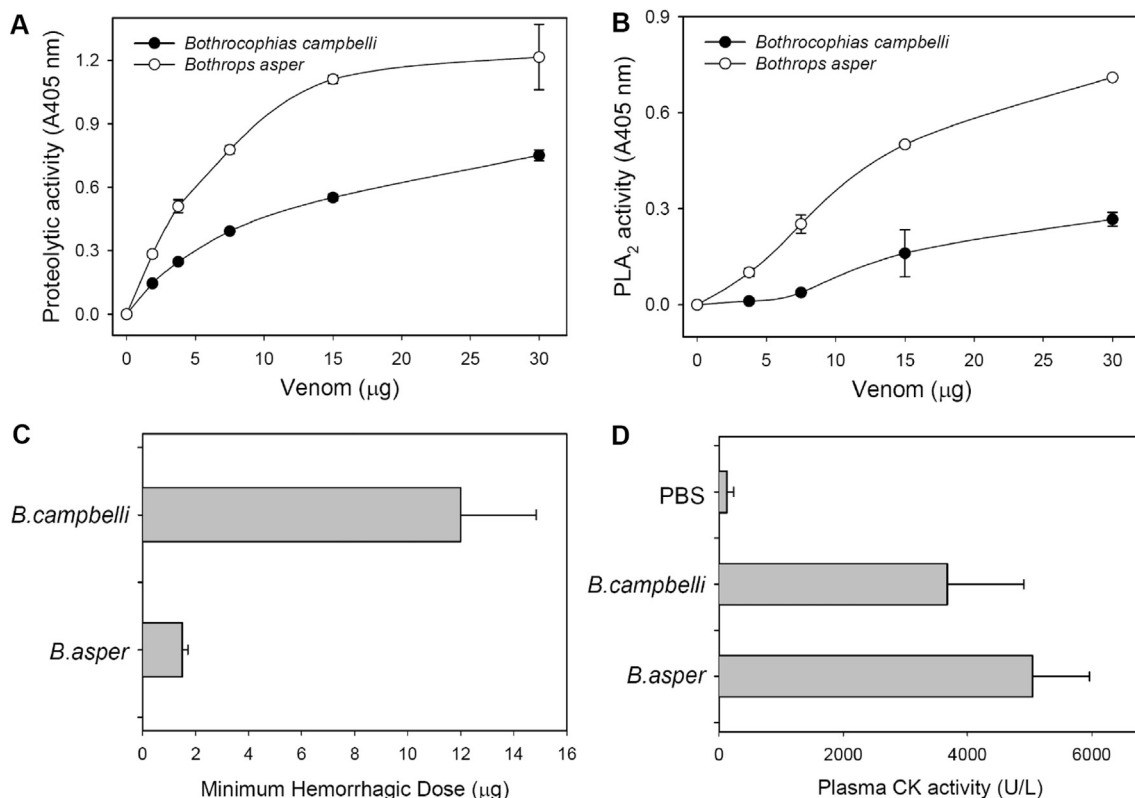 A
Bothrocophias campbelli
Bothrops asper
Proteolytic activity (A405 nm)
1.2
0.9
0.6
0.3
0.0
0 5 10 15 20 25 30
Venom (μg)
B
Bothrocophias campbelli
Bothrops asper
PLA₂ activity (A405 nm)
0.9
0.6
0.3
0.0
0 5 10 15 20 25 30
Venom (μg)
C
B.campbelli
B.asper
0 2 4 6 8 10 12 14 16
Minimum Hemorrhagic Dose (μg)
D
PBS
B.campbelli
B.asper
0 2000 4000 6000
Plasma CK activity (U/L)